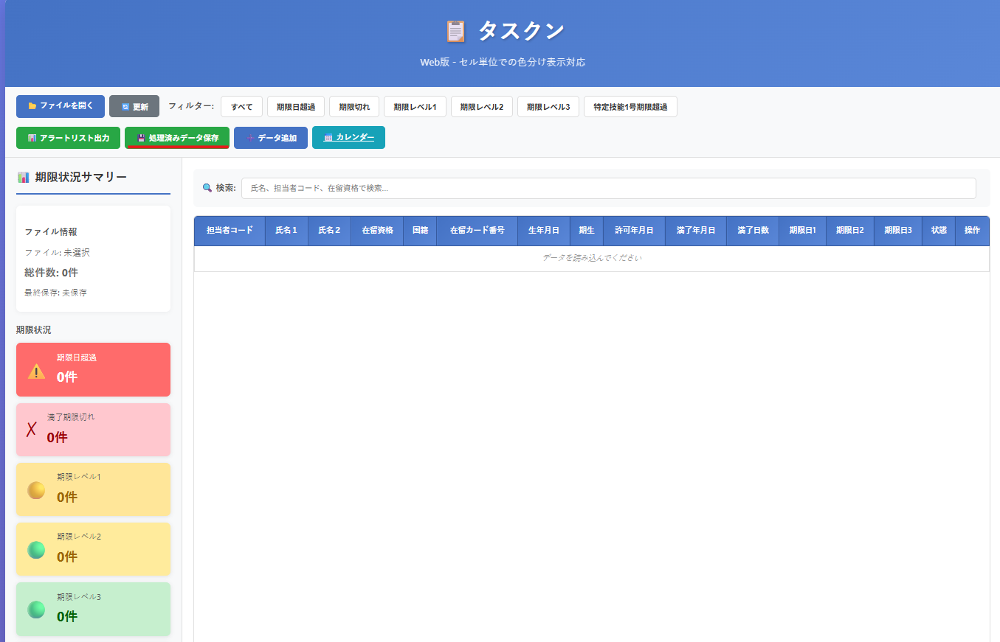 タスクン
Web版 - セル単位での色分け表示対応
ファイルを開く 更新 フィルター: すべて 期限日超過 期限切れ 期限レベル1 期限レベル2 期限レベル3 特定技能1号期限超過
アラートリスト出力 処理済みデータ保存 データ追加 カレンダー
期限状況サマリー
ファイル情報
ファイル: 未選択
総件数: 0件
最終保存: 未保存
期限状況
期限日超過
0件
満了期限切れ
0件
期限レベル1
0件
期限レベル2
0件
期限レベル3
0件
検索: 氏名、担当者コード、在留資格で検索...
担当者コード 氏名１ 氏名２ 在留資格 国籍 在留カード番号 生年月日 期生 許可年月日 満了年月日 満了日数 期限日1 期限日2 期限日3 状態 操作
データを読み込んでください